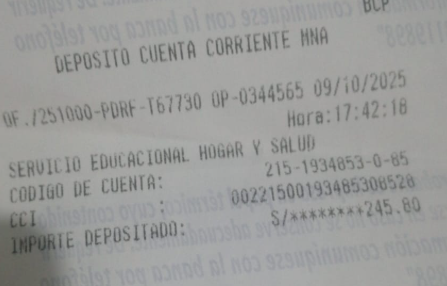 BCP
DEPOSITO CUENTA CORRIENTE MNA
OF./251000-PDRF-T67730 OP-0344565 09/10/2025
Hora:17:42:18
SERVICIO EDUCACIONAL HOGAR Y SALUD
CODIGO DE CUENTA: 215-1934853-0-85
CCI : 00221500193485308528
IMPORTE DEPOSITADO: S/********245.80